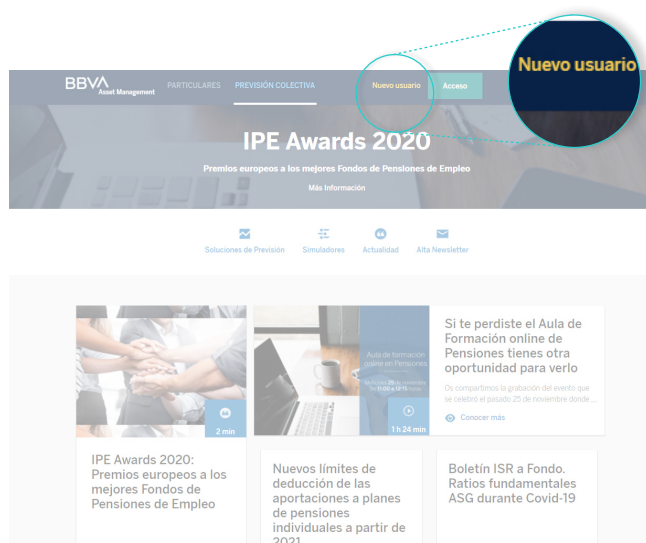 Nuevo usuario
BBVA
Asset Management
PARTICULARES
PREVISIÓN COLECTIVA
Nuevo usuario
Acceso
IPE Awards 2020
Premios europeos a los mejores Fondos de Pensiones de Empleo
Más Información
Soluciones de Previsión
Simuladores
Actualidad
Alta Newsletter
2 min
Aula de formación
online en Pensiones
1 h 24 min
Si te perdiste el Aula de
Formación online de
Pensiones tienes otra
oportunidad para verlo
Os compartimos la grabación del evento que
se celebró el pasado 25 de noviembre donde ...
Conocer más
IPE Awards 2020:
Premios europeos a los
mejores Fondos de
Pensiones de Empleo
Nuevos límites de
deducción de las
aportaciones a planes
de pensiones
individuales a partir de
2021
Boletín ISR a Fondo.
Ratios fundamentales
ASG durante Covid-19